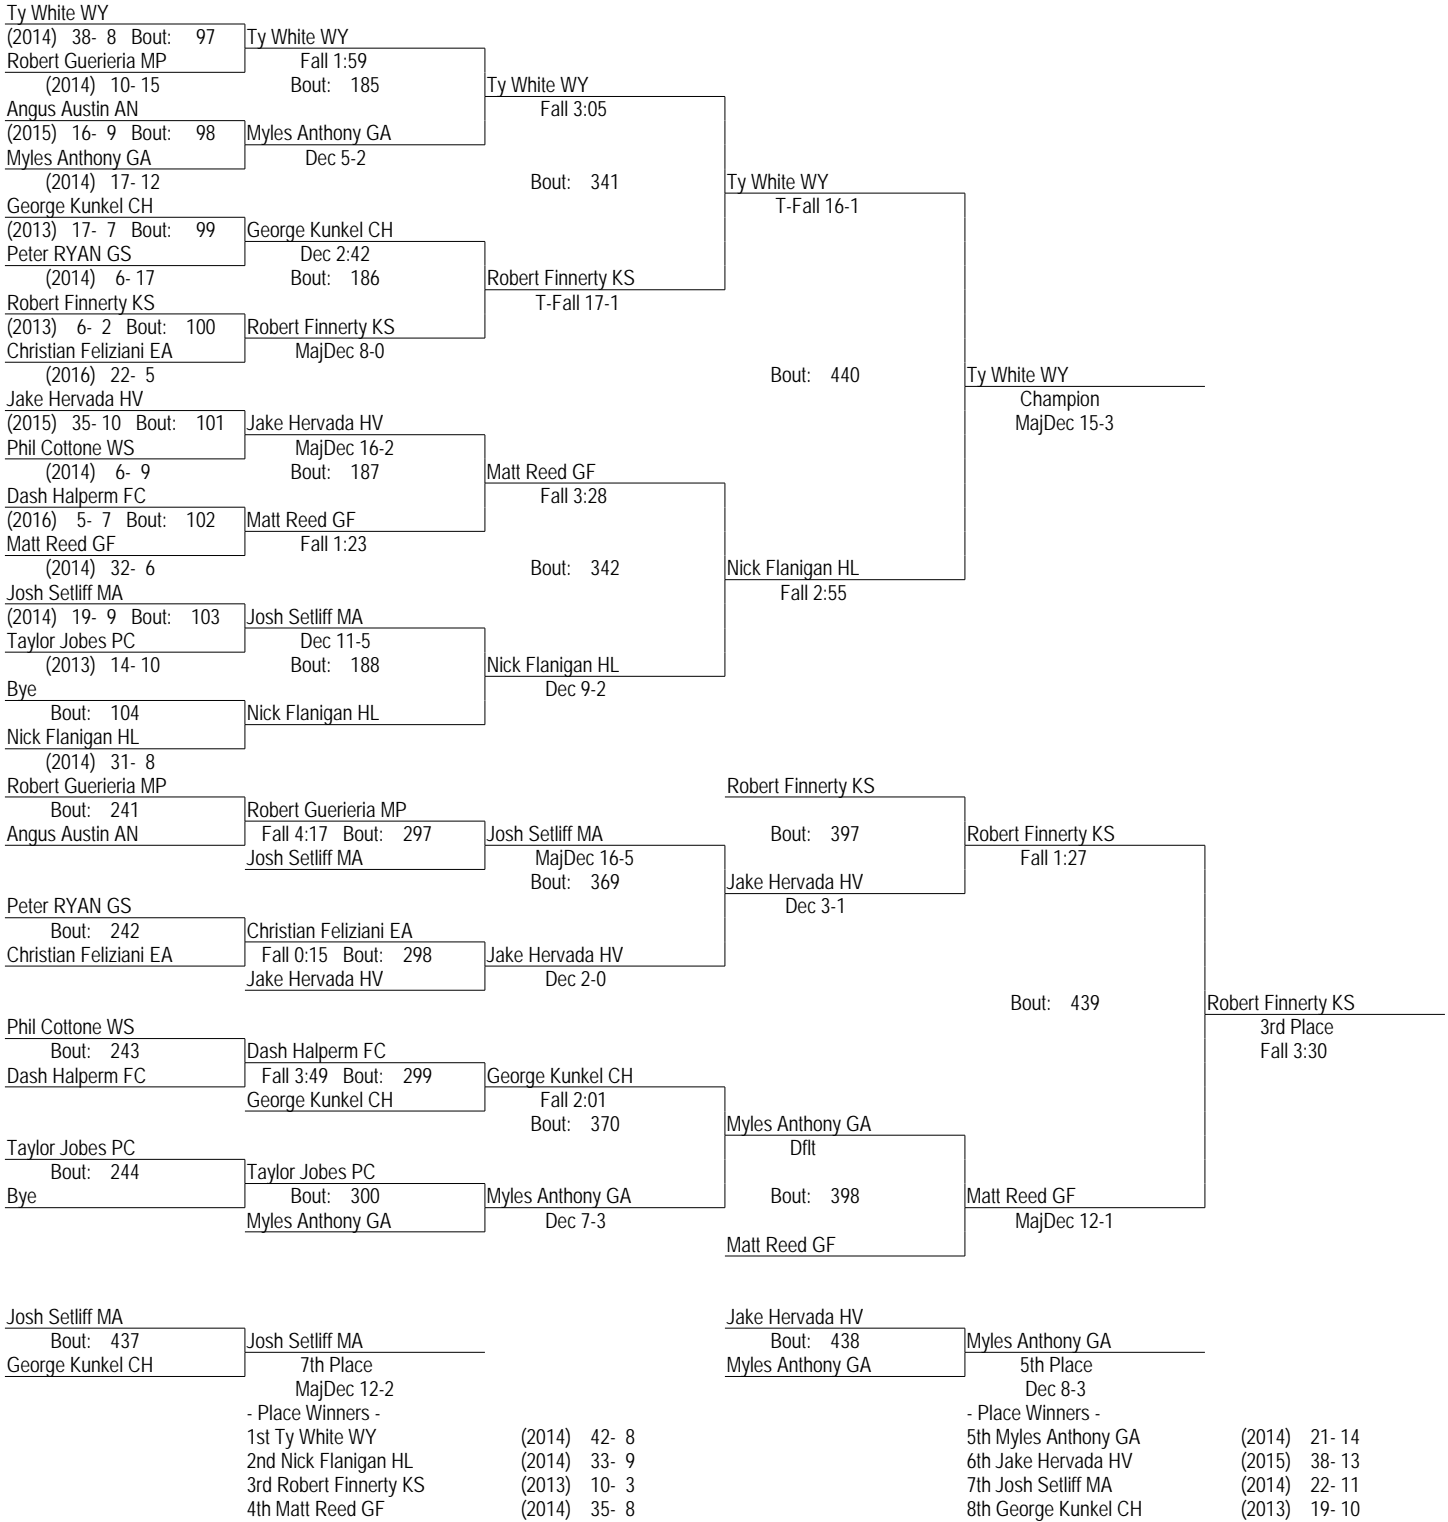 Ty White WY
(2014) 38- 8 Bout: 97 Ty White WY
Robert Guerieria MP Fall 1:59
(2014) 10- 15 Bout: 185 Ty White WY
Angus Austin AN Fall 3:05
(2015) 16- 9 Bout: 98 Myles Anthony GA
Myles Anthony GA Dec 5-2
(2014) 17- 12 Bout: 341 Ty White WY
George Kunkel CH T-Fall 16-1
(2013) 17- 7 Bout: 99 George Kunkel CH
Peter RYAN GS Dec 2:42
(2014) 6- 17 Bout: 186 Robert Finnerty KS
Robert Finnerty KS T-Fall 17-1
(2013) 6- 2 Bout: 100 Robert Finnerty KS
Christian Feliziani EA MajDec 8-0
(2016) 22- 5 Bout: 440 Ty White WY
Jake Hervada HV Champion
(2015) 35- 10 Bout: 101 Jake Hervada HV MajDec 15-3
Phil Cottone WS MajDec 16-2
(2014) 6- 9 Bout: 187 Matt Reed GF
Dash Halperm FC Fall 3:28
(2016) 5- 7 Bout: 102 Matt Reed GF
Matt Reed GF Fall 1:23
(2014) 32- 6 Bout: 342 Nick Flanigan HL
Josh Setliff MA Fall 2:55
(2014) 19- 9 Bout: 103 Josh Setliff MA
Taylor Jobes PC Dec 11-5
(2013) 14- 10 Bout: 188 Nick Flanigan HL
Bye Dec 9-2
Bout: 104 Nick Flanigan HL
Nick Flanigan HL
(2014) 31- 8
Robert Guerieria MP Robert Finnerty KS
Bout: 241 Robert Guerieria MP
Angus Austin AN Fall 4:17 Bout: 297 Josh Setliff MA Bout: 397 Robert Finnerty KS
Josh Setliff MA MajDec 16-5 Fall 1:27
Bout: 369 Jake Hervada HV
Peter RYAN GS Dec 3-1
Bout: 242 Christian Feliziani EA
Christian Feliziani EA Fall 0:15 Bout: 298 Jake Hervada HV
Jake Hervada HV Dec 2-0
Bout: 439 Robert Finnerty KS
Phil Cottone WS 3rd Place
Bout: 243 Dash Halperm FC Fall 3:30
Dash Halperm FC Fall 3:49 Bout: 299 George Kunkel CH
George Kunkel CH Fall 2:01
Bout: 370 Myles Anthony GA
Taylor Jobes PC Dflt
Bout: 244 Taylor Jobes PC
Bye Bout: 300 Myles Anthony GA Bout: 398 Matt Reed GF
Myles Anthony GA Dec 7-3 MajDec 12-1
Matt Reed GF
Josh Setliff MA Jake Hervada HV
Bout: 437 Josh Setliff MA Bout: 438 Myles Anthony GA
George Kunkel CH 7th Place Myles Anthony GA 5th Place
MajDec 12-2 Dec 8-3
- Place Winners - - Place Winners -
1st Ty White WY (2014) 42- 8 5th Myles Anthony GA (2014) 21- 14
2nd Nick Flanigan HL (2014) 33- 9 6th Jake Hervada HV (2015) 38- 13
3rd Robert Finnerty KS (2013) 10- 3 7th Josh Setliff MA (2014) 22- 11
4th Matt Reed GF (2014) 35- 8 8th George Kunkel CH (2013) 19- 10